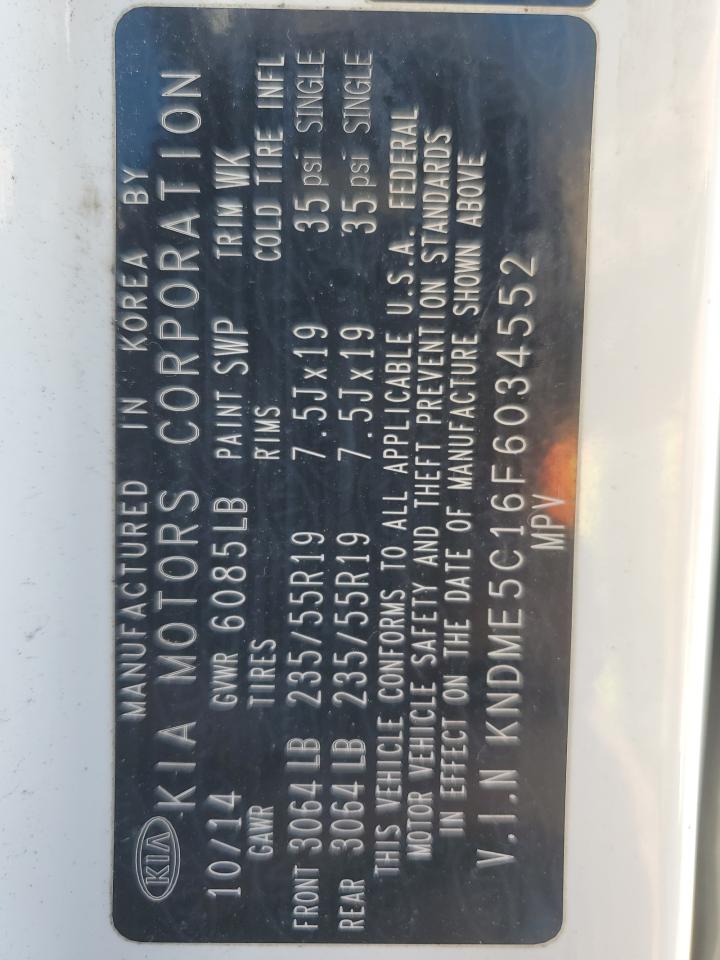 MANUFACTURED IN KOREA BY
KIA KIA MOTORS CORPORATION
10/14 GVWR 6085LB PAINT SWP TRIM WK
GAWR TIRES RIMS COLD TIRE INFL
FRONT 3064LB 235/55R19 7.5Jx19 35psi SINGLE
REAR 3064LB 235/55R19 7.5Jx19 35psi SINGLE
THIS VEHICLE CONFORMS TO ALL APPLICABLE U.S.A. FEDERAL
MOTOR VEHICLE SAFETY AND THEFT PREVENTION STANDARDS
IN EFFECT ON THE DATE OF MANUFACTURE SHOWN ABOVE
V.I.N KNDME5C16F6034552
MPV